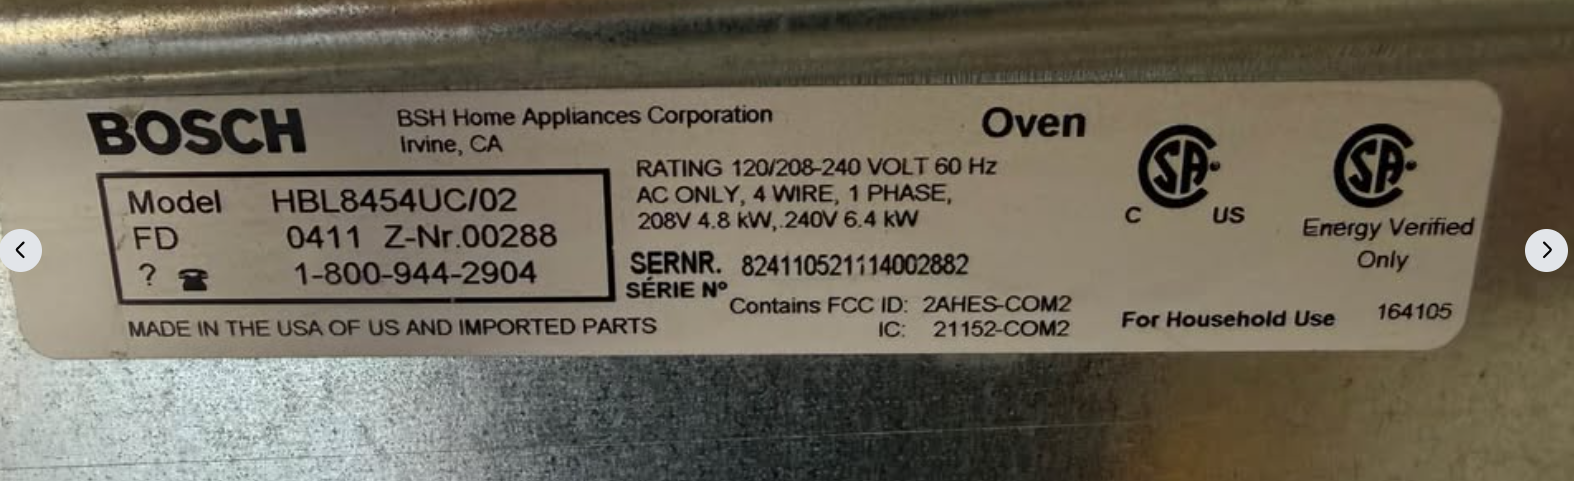 BOSCH
BSH Home Appliances Corporation
Irvine, CA
Oven
Model HBL8454UC/02
FD 0411 Z-Nr.00288
? ☎ 1-800-944-2904
MADE IN THE USA OF US AND IMPORTED PARTS
RATING 120/208-240 VOLT 60 Hz
AC ONLY, 4 WIRE, 1 PHASE,
208V 4.8 kW, 240V 6.4 kW
SERNR. 824110521114002882
SÉRIE Nº
Contains FCC ID: 2AHES-COM2
IC: 21152-COM2
SA
C US
SA
Energy Verified
Only
For Household Use 164105